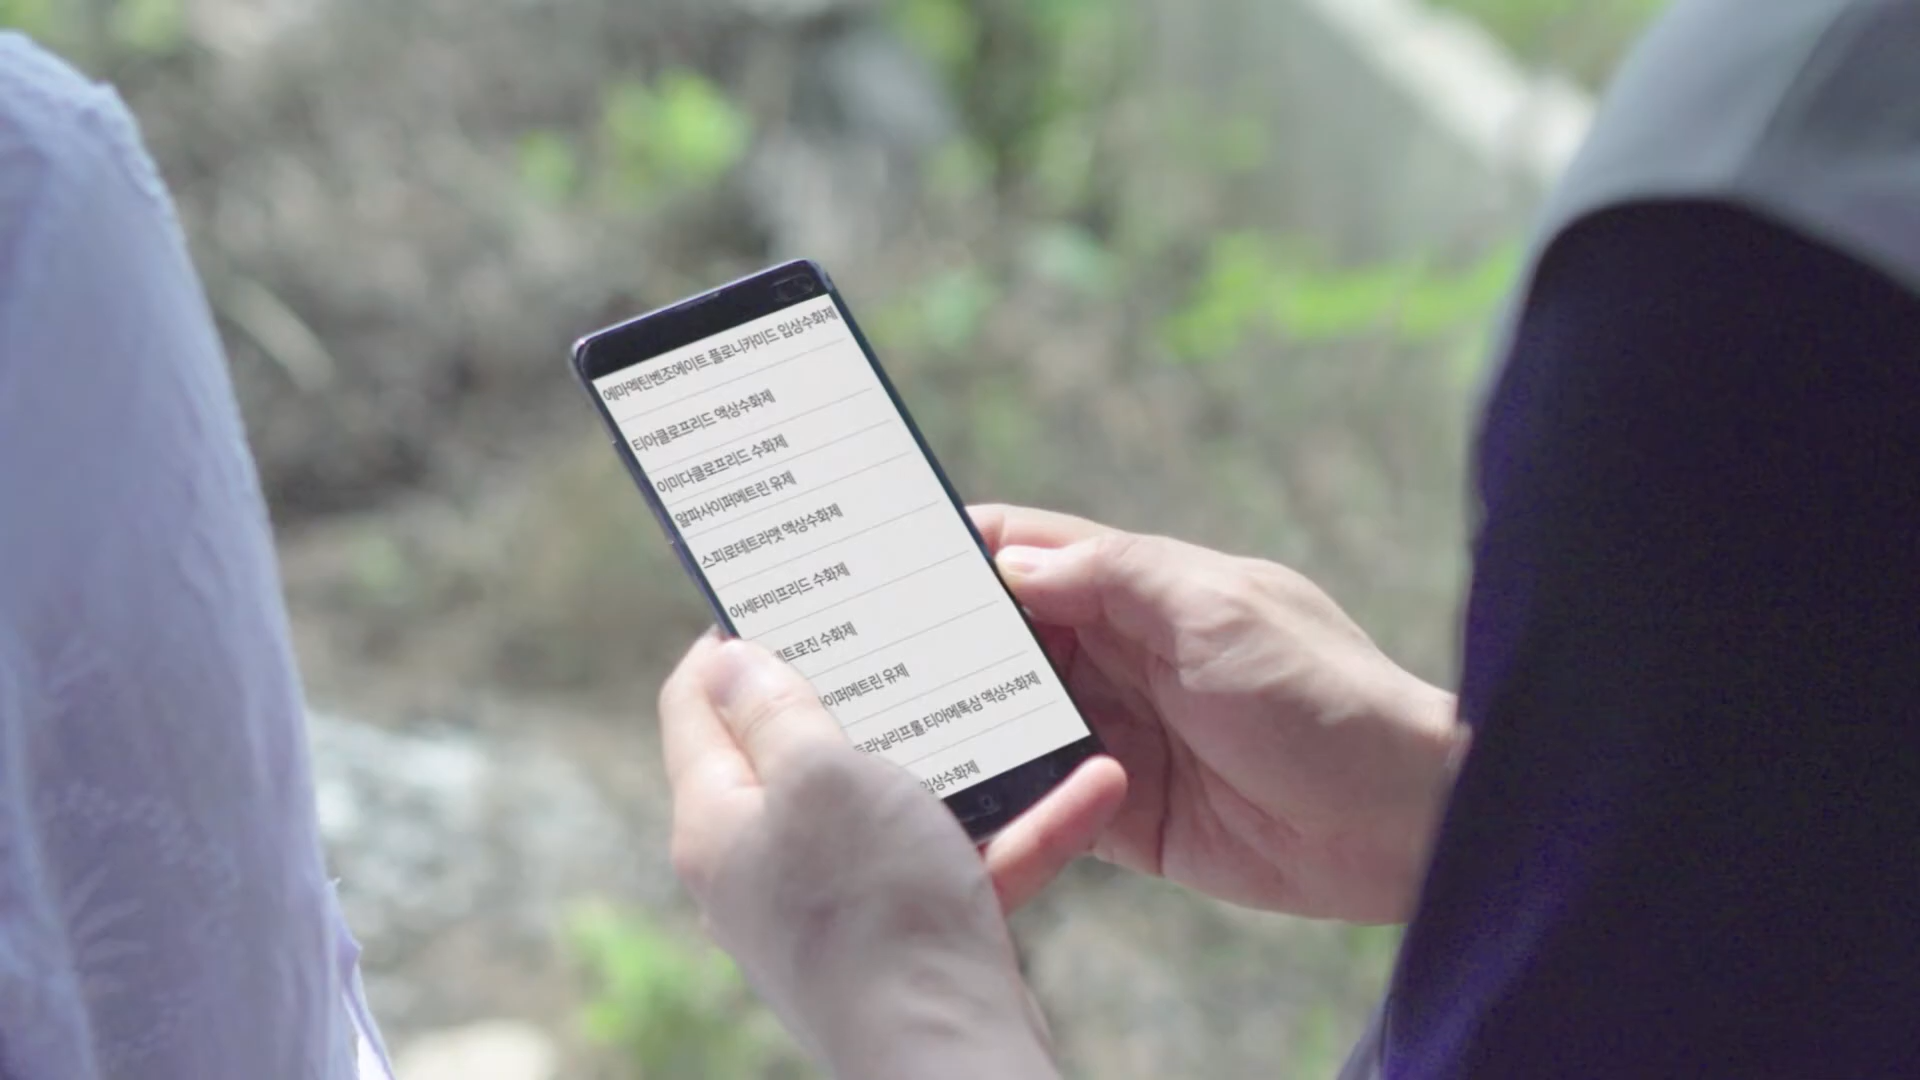 에마멕틴벤조에이트.플로니카미드 입상수화제
티아클로프리드 액상수화제
이미다클로프리드 수화제
알파사이퍼메트린 유제
스피로테트라맷 액상수화제
아세타미프리드 수화제
트로진 수화제
이퍼메트린 유제
라닐리프롤.티아메톡삼 액상수화제
입상수화제